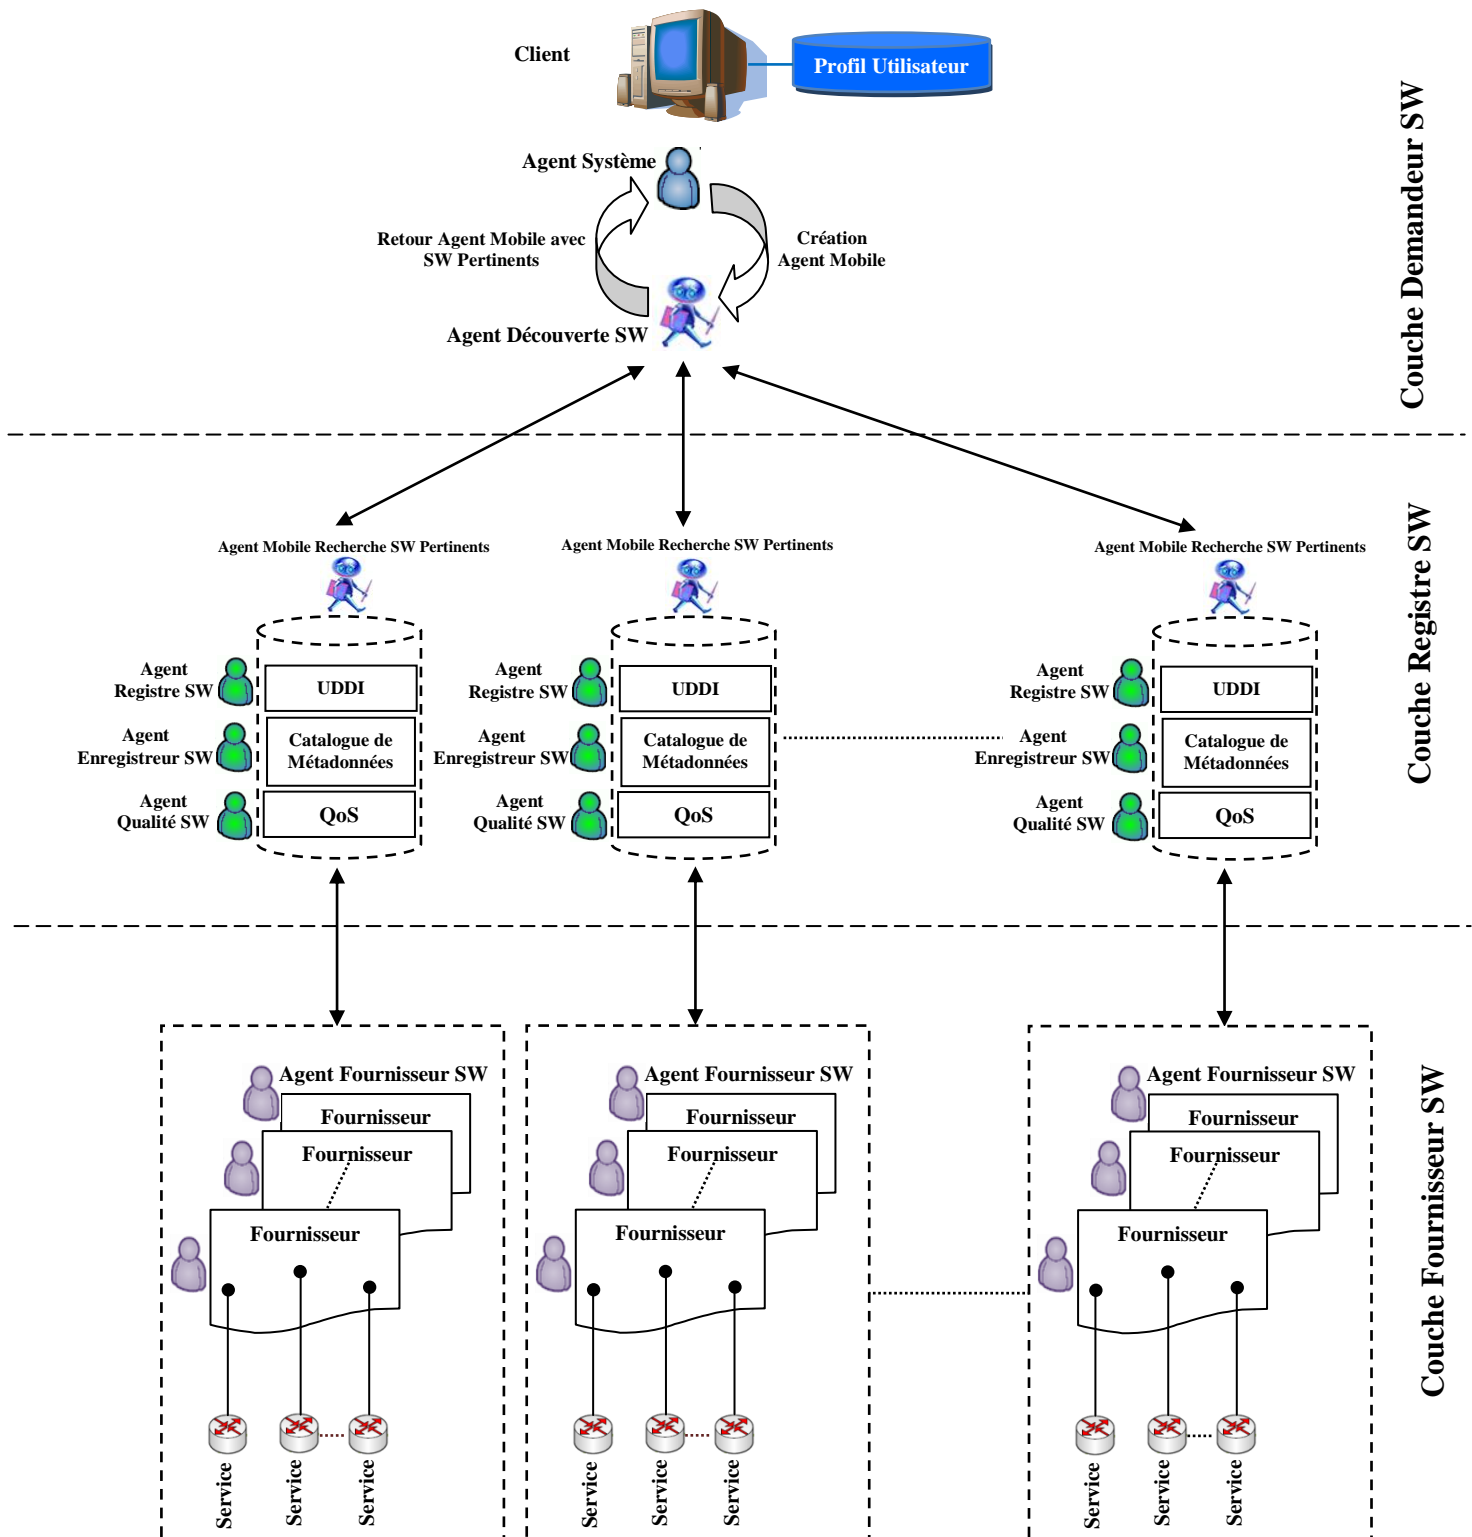 Client
Profil Utilisateur
Agent Système
Retour Agent Mobile avec
SW Pertinents
Création
Agent Mobile
Agent Découverte SW
Couche Demandeur SW
Agent Mobile Recherche SW Pertinents
Agent Mobile Recherche SW Pertinents
Agent Mobile Recherche SW Pertinents
Agent
Registre SW
UDDI
Agent
Enregistreur SW
Catalogue de
Métadonnées
Agent
Qualité SW
QoS
Agent
Registre SW
UDDI
Agent
Enregistreur SW
Catalogue de
Métadonnées
Agent
Qualité SW
QoS
Agent
Registre SW
UDDI
Agent
Enregistreur SW
Catalogue de
Métadonnées
Agent
Qualité SW
QoS
Couche Registre SW
Agent Fournisseur SW
Fournisseur
Fournisseur
Fournisseur
Service
Service
Service
Agent Fournisseur SW
Fournisseur
Fournisseur
Fournisseur
Service
Service
Service
Agent Fournisseur SW
Fournisseur
Fournisseur
Fournisseur
Service
Service
Service
Couche Fournisseur SW